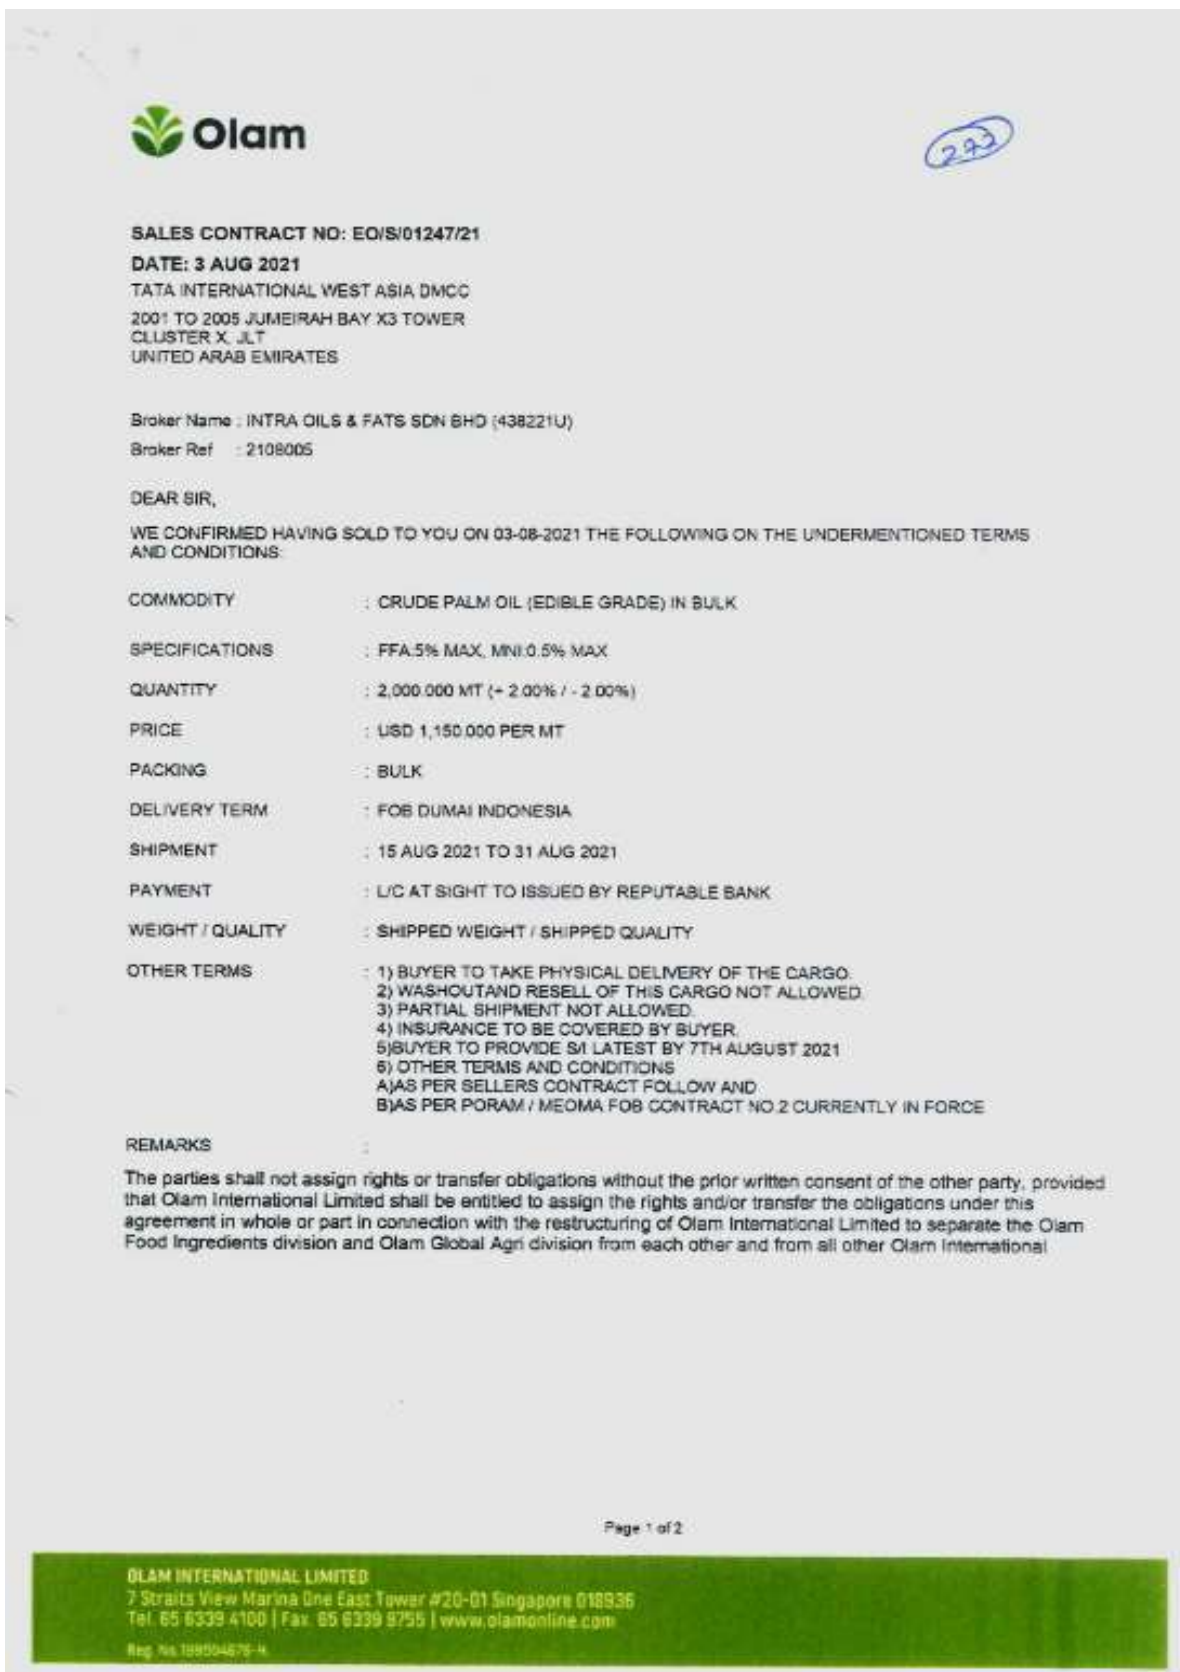 Olam
272
SALES CONTRACT NO: EO/S/01247/21
DATE: 3 AUG 2021
TATA INTERNATIONAL WEST ASIA DMCC
2001 TO 2005 JUMEIRAH BAY X3 TOWER
CLUSTER X, JLT
UNITED ARAB EMIRATES
Broker Name : INTRA OILS & FATS SDN BHD (438221U)
Broker Ref : 2108005
DEAR SIR,
WE CONFIRMED HAVING SOLD TO YOU ON 03-08-2021 THE FOLLOWING ON THE UNDERMENTIONED TERMS
AND CONDITIONS:
COMMODITY : CRUDE PALM OIL (EDIBLE GRADE) IN BULK
SPECIFICATIONS : FFA:5% MAX, MNI:0.5% MAX
QUANTITY : 2,000.000 MT (+ 2.00% / - 2.00%)
PRICE : USD 1,150.000 PER MT
PACKING : BULK
DELIVERY TERM : FOB DUMAI INDONESIA
SHIPMENT : 15 AUG 2021 TO 31 AUG 2021
PAYMENT : L/C AT SIGHT TO ISSUED BY REPUTABLE BANK
WEIGHT / QUALITY : SHIPPED WEIGHT / SHIPPED QUALITY
OTHER TERMS : 1) BUYER TO TAKE PHYSICAL DELIVERY OF THE CARGO.
2) WASHOUTAND RESELL OF THIS CARGO NOT ALLOWED.
3) PARTIAL SHIPMENT NOT ALLOWED.
4) INSURANCE TO BE COVERED BY BUYER.
5)BUYER TO PROVIDE S/I LATEST BY 7TH AUGUST 2021
6) OTHER TERMS AND CONDITIONS
A)AS PER SELLERS CONTRACT FOLLOW AND
B)AS PER PORAM / MEOMA FOB CONTRACT NO.2 CURRENTLY IN FORCE
REMARKS :
The parties shall not assign rights or transfer obligations without the prior written consent of the other party, provided
that Olam International Limited shall be entitled to assign the rights and/or transfer the obligations under this
agreement in whole or part in connection with the restructuring of Olam International Limited to separate the Olam
Food Ingredients division and Olam Global Agri division from each other and from all other Olam International
Page 1 of 2
OLAM INTERNATIONAL LIMITED
7 Straits View Marina One East Tower #20-01 Singapore 018936
Tel. 65 6339 4100 | Fax. 65 6339 9755 | www.olamonline.com
Reg. No.